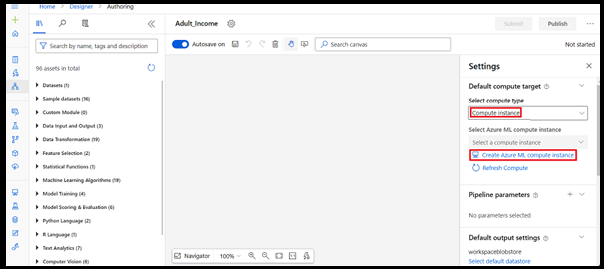 Home > Designer > Authoring
Adult_Income
Submit
Publish
Search by name, tags and description
96 assets in total
Datasets (1)
Sample datasets (16)
Custom Module (0)
Data Input and Output (3)
Data Transformation (19)
Feature Selection (2)
Statistical Functions (1)
Machine Learning Algorithms (19)
Model Training (4)
Model Scoring & Evaluation (6)
Python Language (2)
R Language (1)
Text Analytics (7)
Computer Vision (6)
Autosave on
Search canvas
Not started
Navigator
100%
1:1
Settings
Default compute target
Select compute type
Compute instance
Select Azure ML compute instance
Select a compute instance
Create Azure ML compute instance
Refresh Compute
Pipeline parameters
No parameters selected
Default output settings
workspaceblobstore
Select default datastore